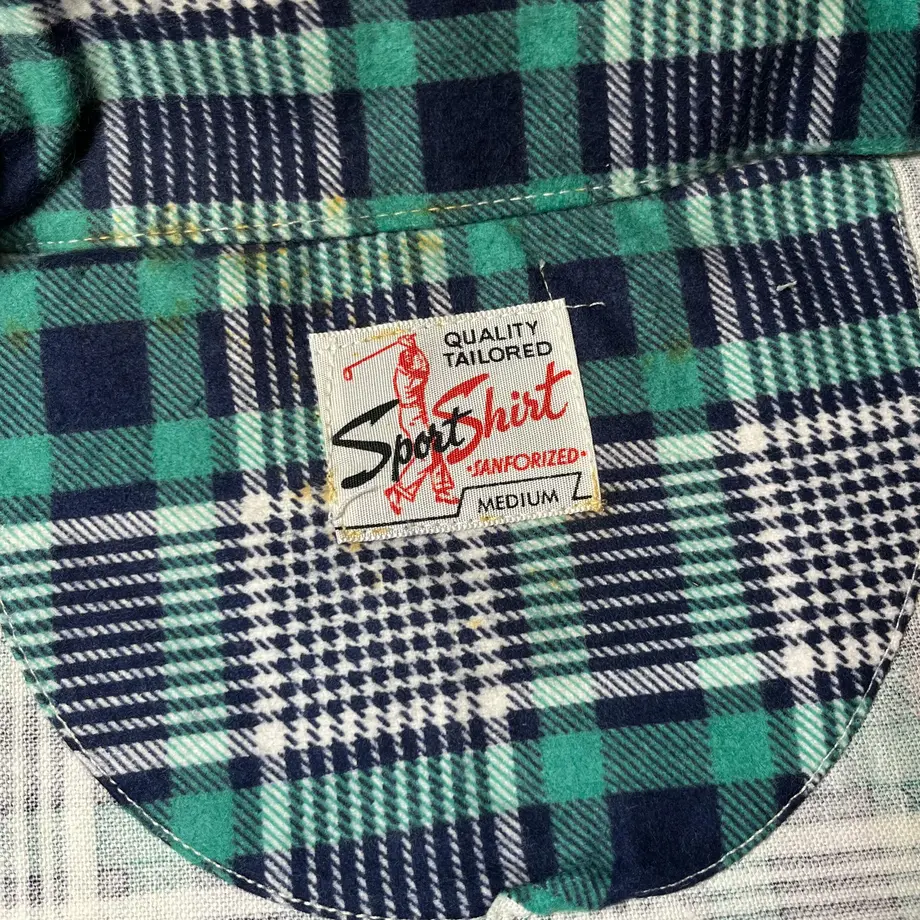 QUALITY
TAILORED
Sport Shirt
·SANFORIZED·
MEDIUM